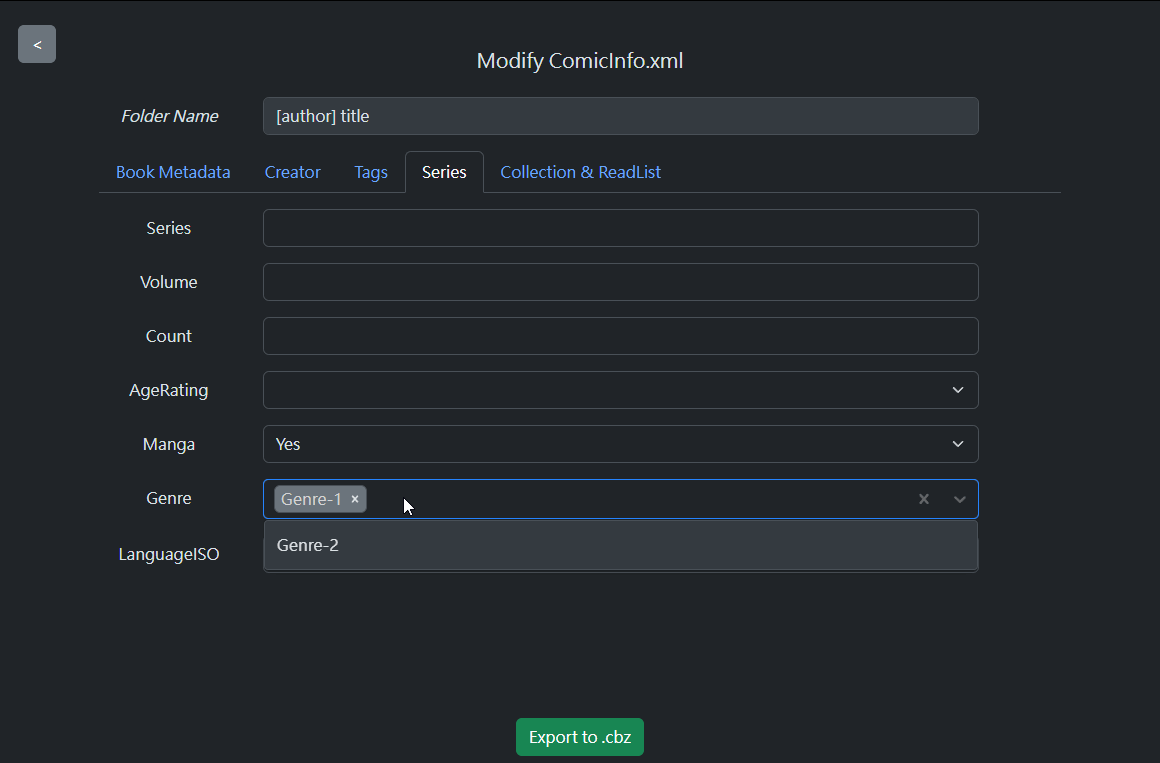 <
Modify ComicInfo.xml
Folder Name [author] title
Book Metadata Creator Tags Series Collection & ReadList
Series
Volume
Count
AgeRating
Manga Yes
Genre Genre-1 ×
Genre-2
LanguageISO
Export to .cbz